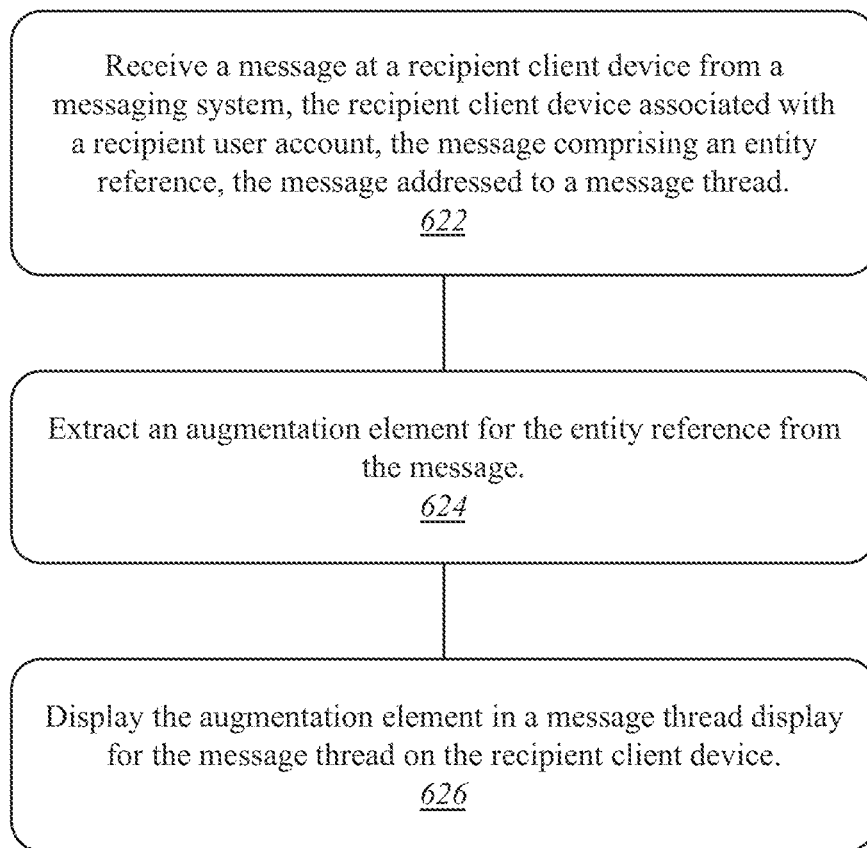 Receive a message at a recipient client device from a
messaging system, the recipient client device associated with
a recipient user account, the message comprising an entity
reference, the message addressed to a message thread.
622
Extract an augmentation element for the entity reference from
the message.
624
Display the augmentation element in a message thread display
for the message thread on the recipient client device.
626